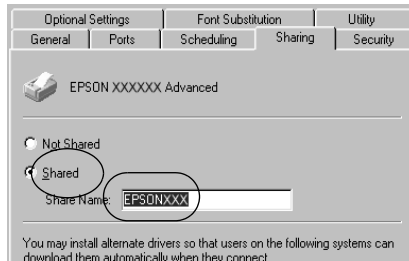 Optional Settings Font Substitution Utility
General Ports Scheduling Sharing Security
EPSON XXXXXX Advanced
Not Shared
Shared
Share Name: EPSONXXX
You may install alternate drivers so that users on the following systems can
download them automatically when they connect